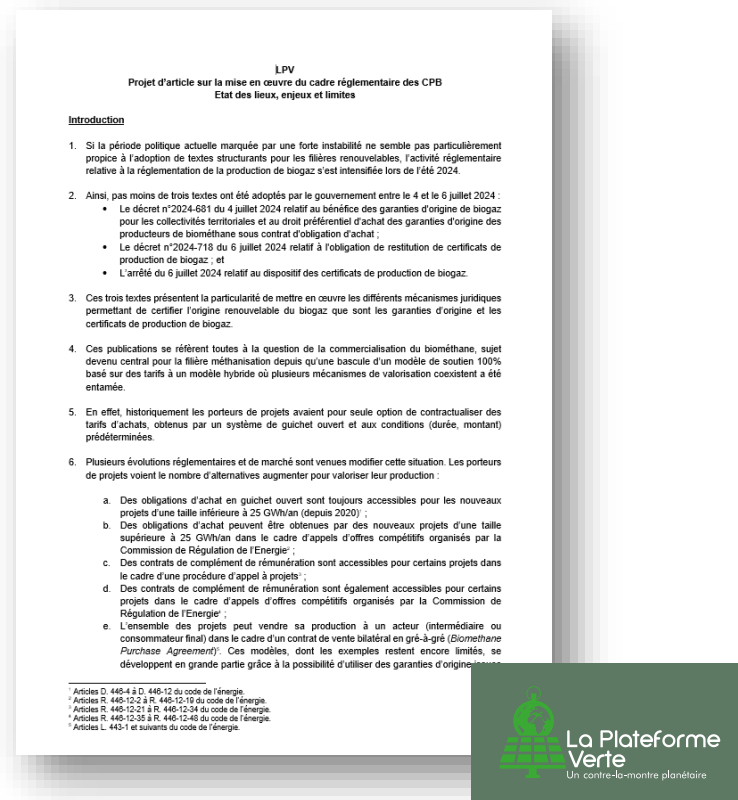 LPV
Projet d'article sur la mise en œuvre du cadre réglementaire des CPB
Etat des lieux, enjeux et limites
Introduction
1. Si la période politique actuelle marquée par une forte instabilité ne semble pas particulièrement
propice à l'adoption de textes structurants pour les filières renouvelables, l'activité réglementaire
relative à la réglementation de la production de biogaz s'est intensifiée lors de l'été 2024.
2. Ainsi, pas moins de trois textes ont été adoptés par le gouvernement entre le 4 et le 6 juillet 2024 :
• Le décret n°2024-681 du 4 juillet 2024 relatif au bénéfice des garanties d'origine de biogaz
pour les collectivités territoriales et au droit préférentiel d'achat des garanties d'origine des
producteurs de biométhane sous contrat d'obligation d'achat ;
• Le décret n°2024-718 du 6 juillet 2024 relatif à l'obligation de restitution de certificats de
production de biogaz ; et
• L'arrêté du 6 juillet 2024 relatif au dispositif des certificats de production de biogaz.
3. Ces trois textes présentent la particularité de mettre en œuvre les différents mécanismes juridiques
permettant de certifier l'origine renouvelable du biogaz que sont les garanties d'origine et les
certificats de production de biogaz.
4. Ces publications se réfèrent toutes à la question de la commercialisation du biométhane, sujet
devenu central pour la filière méthanisation depuis qu'une bascule d'un modèle de soutien 100%
basé sur des tarifs à un modèle hybride où plusieurs mécanismes de valorisation coexistent a été
entamée.
5. En effet, historiquement les porteurs de projets avaient pour seule option de contractualiser des
tarifs d'achats, obtenus par un système de guichet ouvert et aux conditions (durée, montant)
prédéterminées.
6. Plusieurs évolutions réglementaires et de marché sont venues modifier cette situation. Les porteurs
de projets voient le nombre d'alternatives augmenter pour valoriser leur production :
a. Des obligations d'achat en guichet ouvert sont toujours accessibles pour les nouveaux
projets d'une taille inférieure à 25 GWh/an (depuis 2020)¹ ;
b. Des obligations d'achat peuvent être obtenues par des nouveaux projets d'une taille
supérieure à 25 GWh/an dans le cadre d'appels d'offres compétitifs organisés par la
Commission de Régulation de l'Energie² ;
c. Des contrats de complément de rémunération sont accessibles pour certains projets dans
le cadre d'une procédure d'appel à projets³ ;
d. Des contrats de complément de rémunération sont également accessibles pour certains
projets dans le cadre d'appels d'offres compétitifs organisés par la Commission de
Régulation de l'Energie⁴ ;
e. L'ensemble des projets peut vendre sa production à un acteur (intermédiaire ou
consommateur final) dans le cadre d'un contrat de vente bilatéral en gré-à-gré (Biomethane
Purchase Agreement)⁵. Ces modèles, dont les exemples restent encore limités, se
développent en grande partie grâce à la possibilité d'utiliser des garanties d'origine
¹ Articles D. 446-4 à D. 446-12 du code de l'énergie.
² Articles R. 446-12-2 à R. 446-12-19 du code de l'énergie.
³ Articles R. 446-12-21 à R. 446-12-34 du code de l'énergie.
⁴ Articles R. 446-12-35 à R. 446-12-48 du code de l'énergie.
⁵ Articles L. 443-1 et suivants du code de l'énergie.
La Plateforme
Verte
Un contre-la-montre planétaire